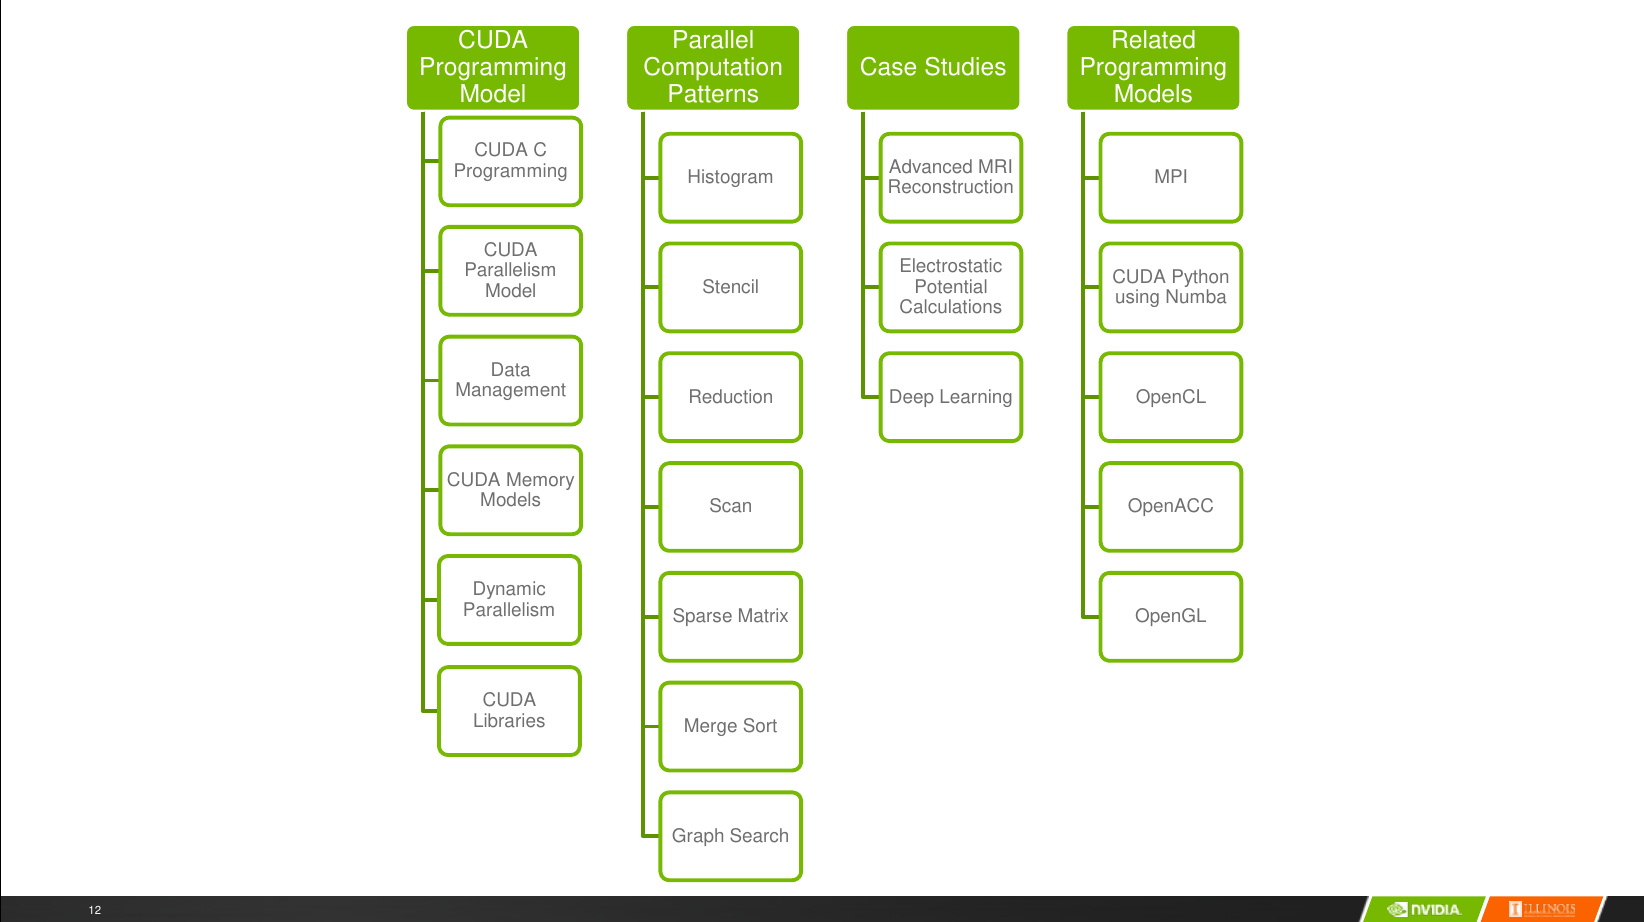 CUDA
Programming
Model
CUDA C
Programming
CUDA
Parallelism
Model
Data
Management
CUDA Memory
Models
Dynamic
Parallelism
CUDA
Libraries
Parallel
Computation
Patterns
Histogram
Stencil
Reduction
Scan
Sparse Matrix
Merge Sort
Graph Search
Case Studies
Advanced MRI
Reconstruction
Electrostatic
Potential
Calculations
Deep Learning
Related
Programming
Models
MPI
CUDA Python
using Numba
OpenCL
OpenACC
OpenGL
12
NVIDIA
I ILLINOIS